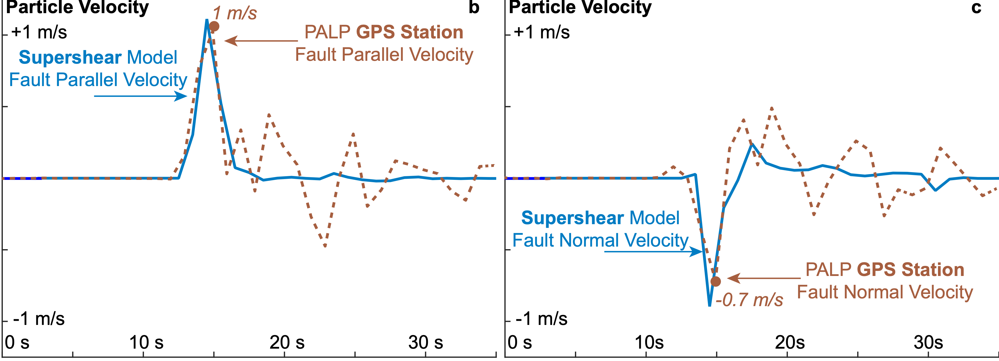 Particle Velocity
b
1 m/s
+1 m/s
PALP GPS Station
Fault Parallel Velocity
Supershear Model
Fault Parallel Velocity
-1 m/s
0 s
10 s
20 s
30 s
Particle Velocity
c
+1 m/s
Supershear Model
Fault Normal Velocity
PALP GPS Station
Fault Normal Velocity
-0.7 m/s
-1 m/s
0 s
10s
20s
30s